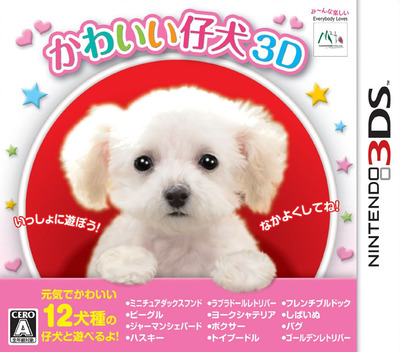 み〜んな楽しい
Everybody Loves
かわいい仔犬3D
NINTENDO 3DS™
いっしょに遊ぼう!
なかよくしてね!
元気でかわいい
12犬種の
仔犬と遊べるよ!
•ミニチュアダックスフンド
•ビーグル
•ジャーマンシェパード
•ハスキー
•ラブラドールレトリバー
•ヨークシャテリア
•ボクサー
•トイプードル
•フレンチブルドック
•しばいぬ
•パグ
•ゴールデンレトリバー
CERO
A
全年齢対象